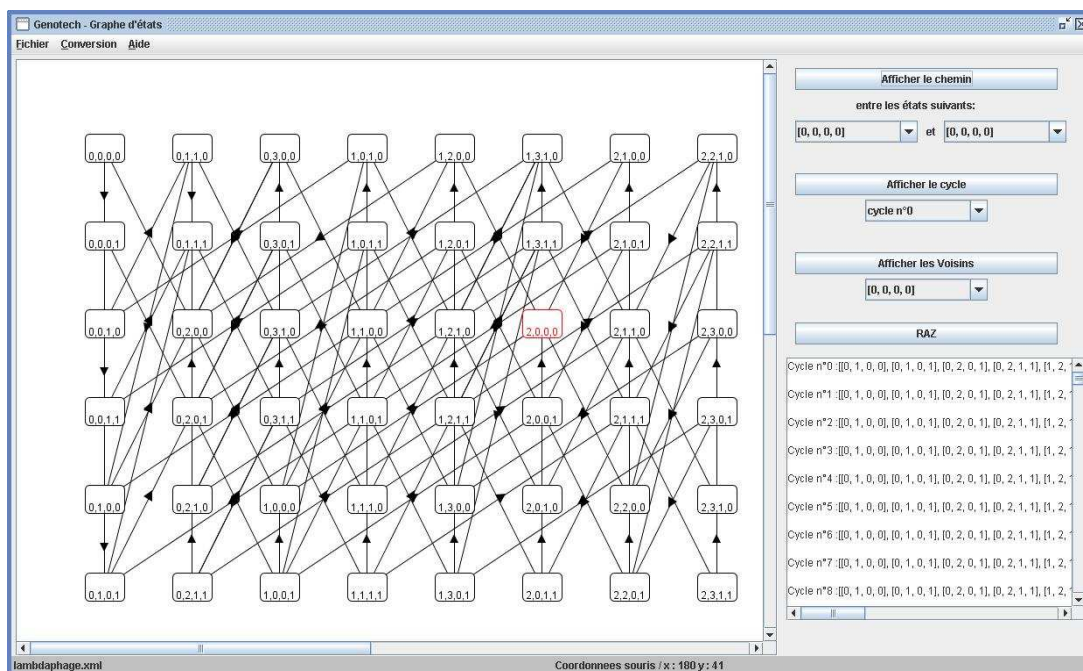 Genotech - Graphe d'états
Fichier Conversion Aide
Afficher le chemin
entre les états suivants:
[0, 0, 0, 0] et [0, 0, 0, 0]
Afficher le cycle
cycle n°0
Afficher les Voisins
[0, 0, 0, 0]
RAZ
0,0,0,0 0,1,1,0 0,3,0,0 1,0,1,0 1,2,0,0 1,3,1,0 2,1,0,0 2,2,1,0
0,0,0,1 0,1,1,1 0,3,0,1 1,0,1,1 1,2,0,1 1,3,1,1 2,1,0,1 2,2,1,1
0,0,1,0 0,2,0,0 0,3,1,0 1,1,0,0 1,2,1,0 2,0,0,0 2,1,1,0 2,3,0,0
0,0,1,1 0,2,0,1 0,3,1,1 1,1,0,1 1,2,1,1 2,0,0,1 2,1,1,1 2,3,0,1
0,1,0,0 0,2,1,0 1,0,0,0 1,1,1,0 1,3,0,0 2,0,1,0 2,2,0,0 2,3,1,0
0,1,0,1 0,2,1,1 1,0,0,1 1,1,1,1 1,3,0,1 2,0,1,1 2,2,0,1 2,3,1,1
Cycle n°0 :[[0, 1, 0, 0], [0, 1, 0, 1], [0, 2, 0, 1], [0, 2, 1, 1], [1, 2,
Cycle n°1 :[[0, 1, 0, 0], [0, 1, 0, 1], [0, 2, 0, 1], [0, 2, 1, 1], [1, 2,
Cycle n°2 :[[0, 1, 0, 0], [0, 1, 0, 1], [0, 2, 0, 1], [0, 2, 1, 1], [1, 2,
Cycle n°3 :[[0, 1, 0, 0], [0, 1, 0, 1], [0, 2, 0, 1], [0, 2, 1, 1], [1, 2,
Cycle n°4 :[[0, 1, 0, 0], [0, 1, 0, 1], [0, 2, 0, 1], [0, 2, 1, 1], [1, 2,
Cycle n°5 :[[0, 1, 0, 0], [0, 1, 0, 1], [0, 2, 0, 1], [0, 2, 1, 1], [1, 2,
Cycle n°6 :[[0, 1, 0, 0], [0, 1, 0, 1], [0, 2, 0, 1], [0, 2, 1, 1], [1, 2,
Cycle n°7 :[[0, 1, 0, 0], [0, 1, 0, 1], [0, 2, 0, 1], [0, 2, 1, 1], [1, 2,
Cycle n°8 :[[0, 1, 0, 0], [0, 1, 0, 1], [0, 2, 0, 1], [0, 2, 1, 1], [1, 2,
lambdaphage.xml Coordonnees souris / x : 180 y : 41